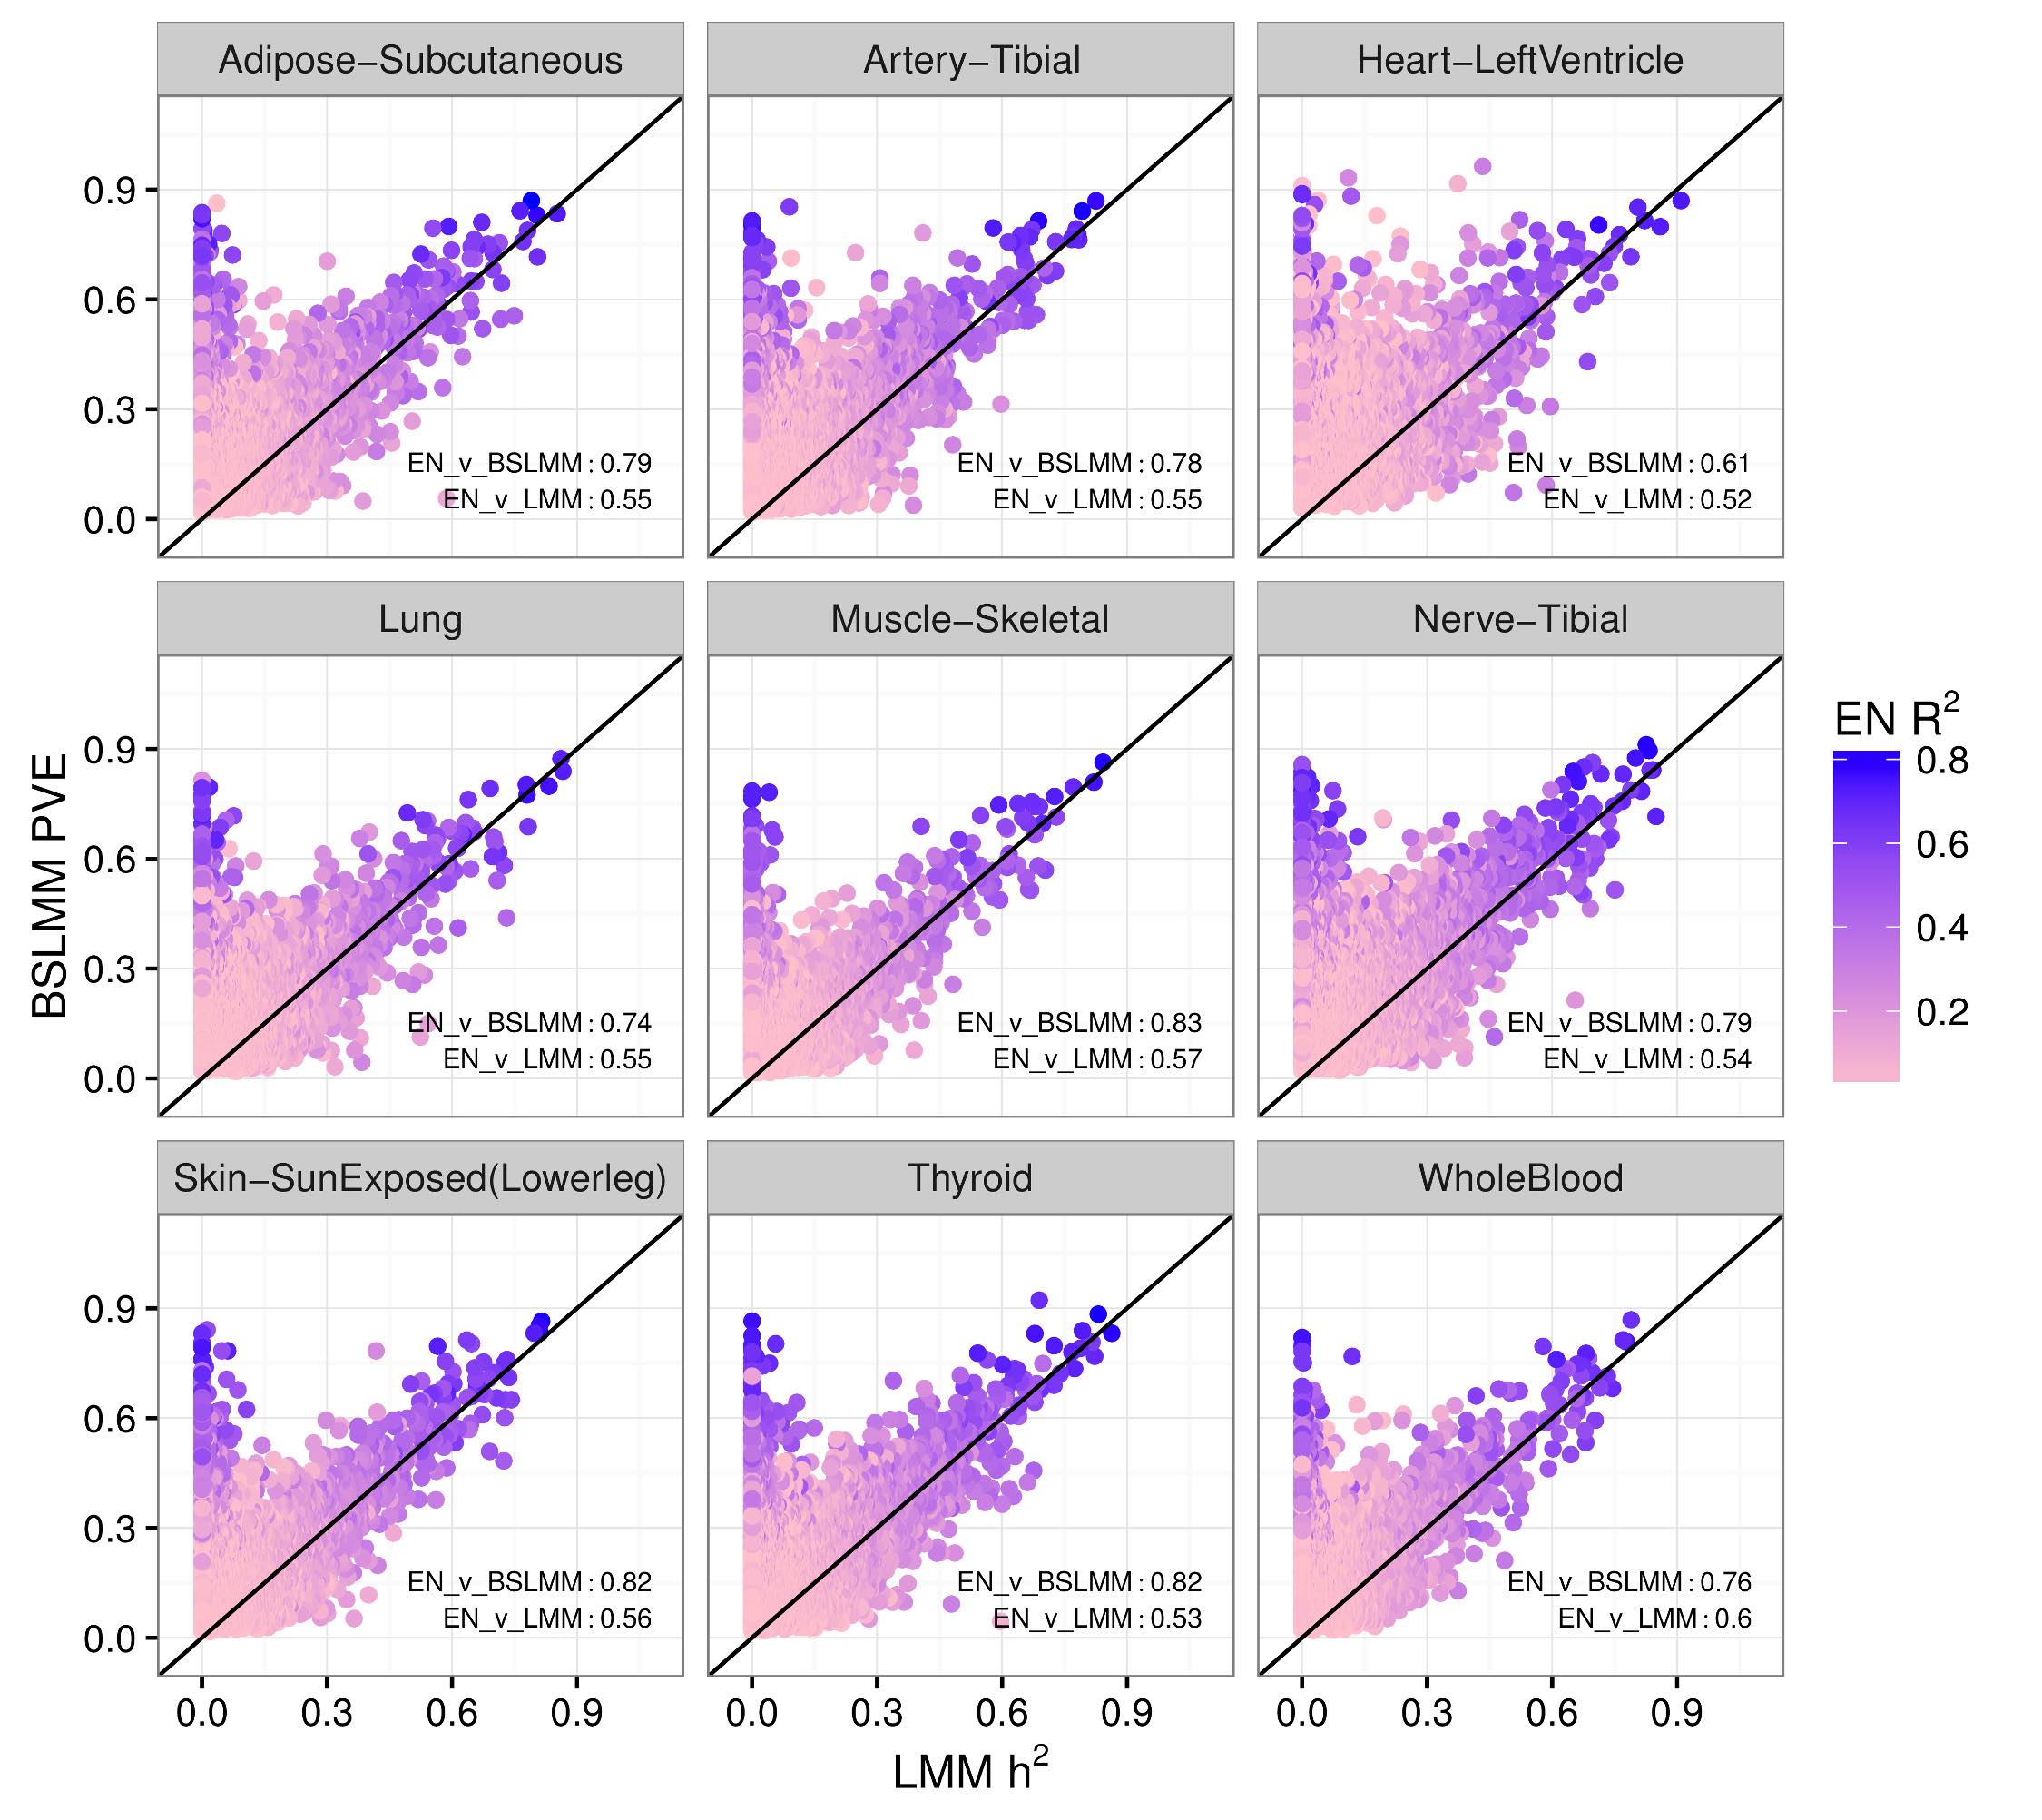 Adipose−Subcutaneous
Artery−Tibial
Heart−LeftVentricle
0.9
0.6
0.3
0.0
EN_v_BSLMM: 0.79
EN_v_LMM: 0.55
EN_v_BSLMM: 0.78
EN_v_LMM: 0.55
EN_v_BSLMM: 0.61
EN_v_LMM: 0.52
Lung
Muscle−Skeletal
Nerve−Tibial
BSLMM PVE
0.9
0.6
0.3
0.0
EN_v_BSLMM: 0.74
EN_v_LMM: 0.55
EN_v_BSLMM: 0.83
EN_v_LMM: 0.57
EN_v_BSLMM: 0.79
EN_v_LMM: 0.54
EN R²
0.8
0.6
0.4
0.2
Skin−SunExposed(Lowerleg)
Thyroid
WholeBlood
0.9
0.6
0.3
0.0
EN_v_BSLMM: 0.82
EN_v_LMM: 0.56
EN_v_BSLMM: 0.82
EN_v_LMM: 0.53
EN_v_BSLMM: 0.76
EN_v_LMM: 0.6
0.0 0.3 0.6 0.9
0.0 0.3 0.6 0.9
0.0 0.3 0.6 0.9
LMM h²